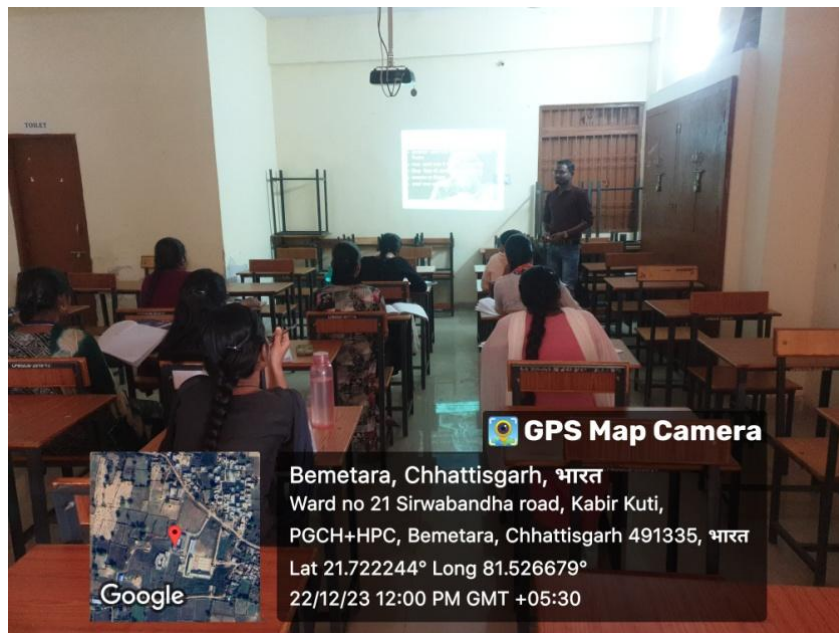 TOILET
GPS Map Camera
Bemetara, Chhattisgarh, भारत
Ward no 21 Sirwabandha road, Kabir Kuti,
PGCH+HPC, Bemetara, Chhattisgarh 491335, भारत
Lat 21.722244° Long 81.526679°
22/12/23 12:00 PM GMT +05:30
Google